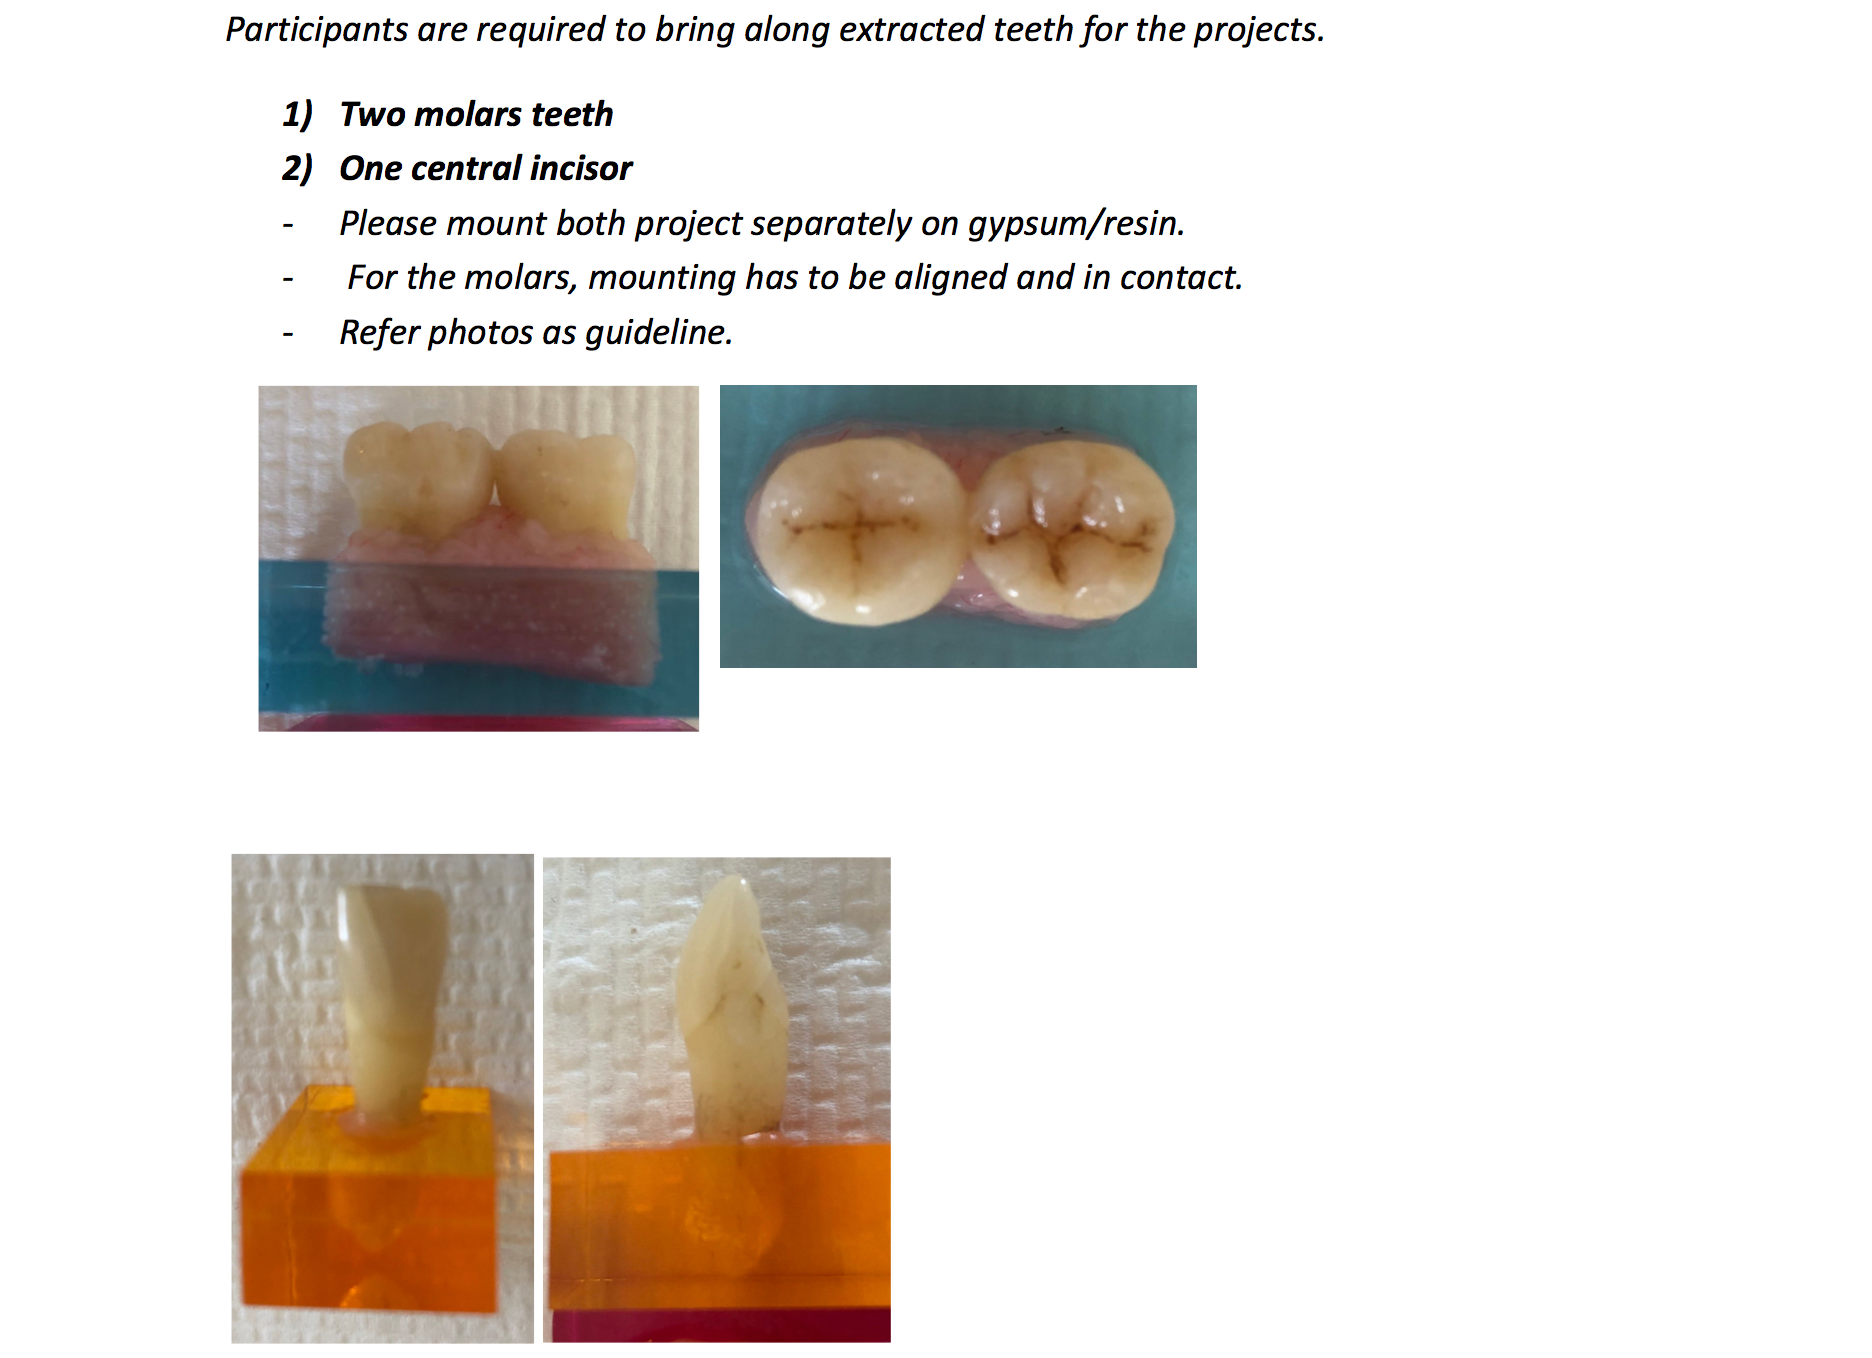 Participants are required to bring along extracted teeth for the projects.
1) Two molars teeth
2) One central incisor
- Please mount both project separately on gypsum/resin.
- For the molars, mounting has to be aligned and in contact.
- Refer photos as guideline.